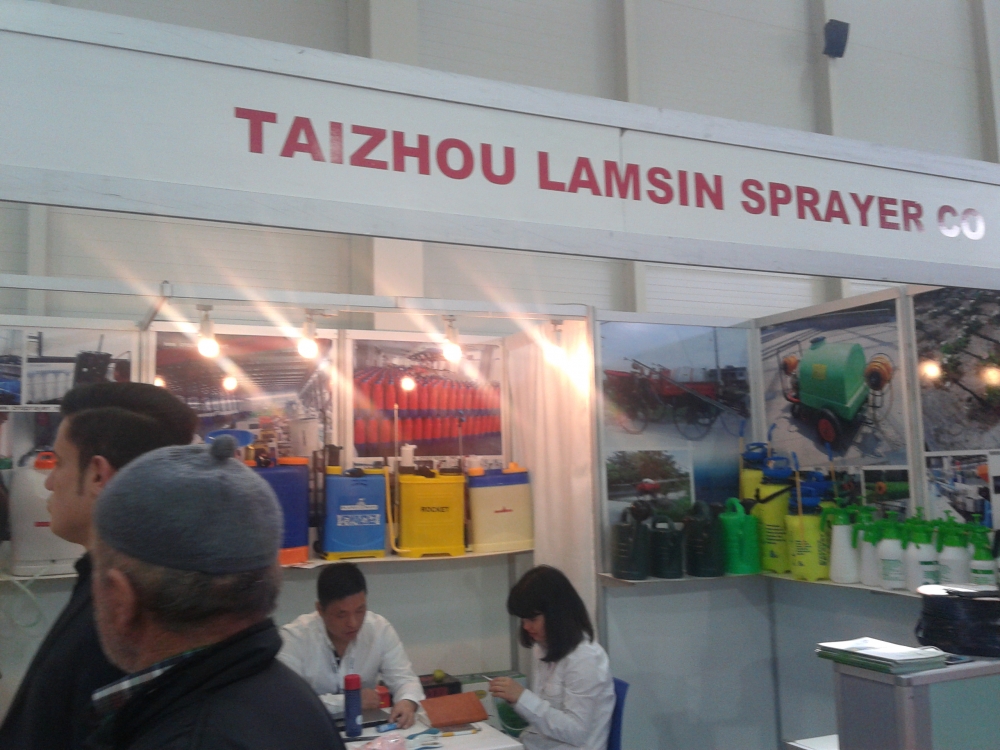 TAIZHOU LAMSIN SPRAYER CO
ROCKET